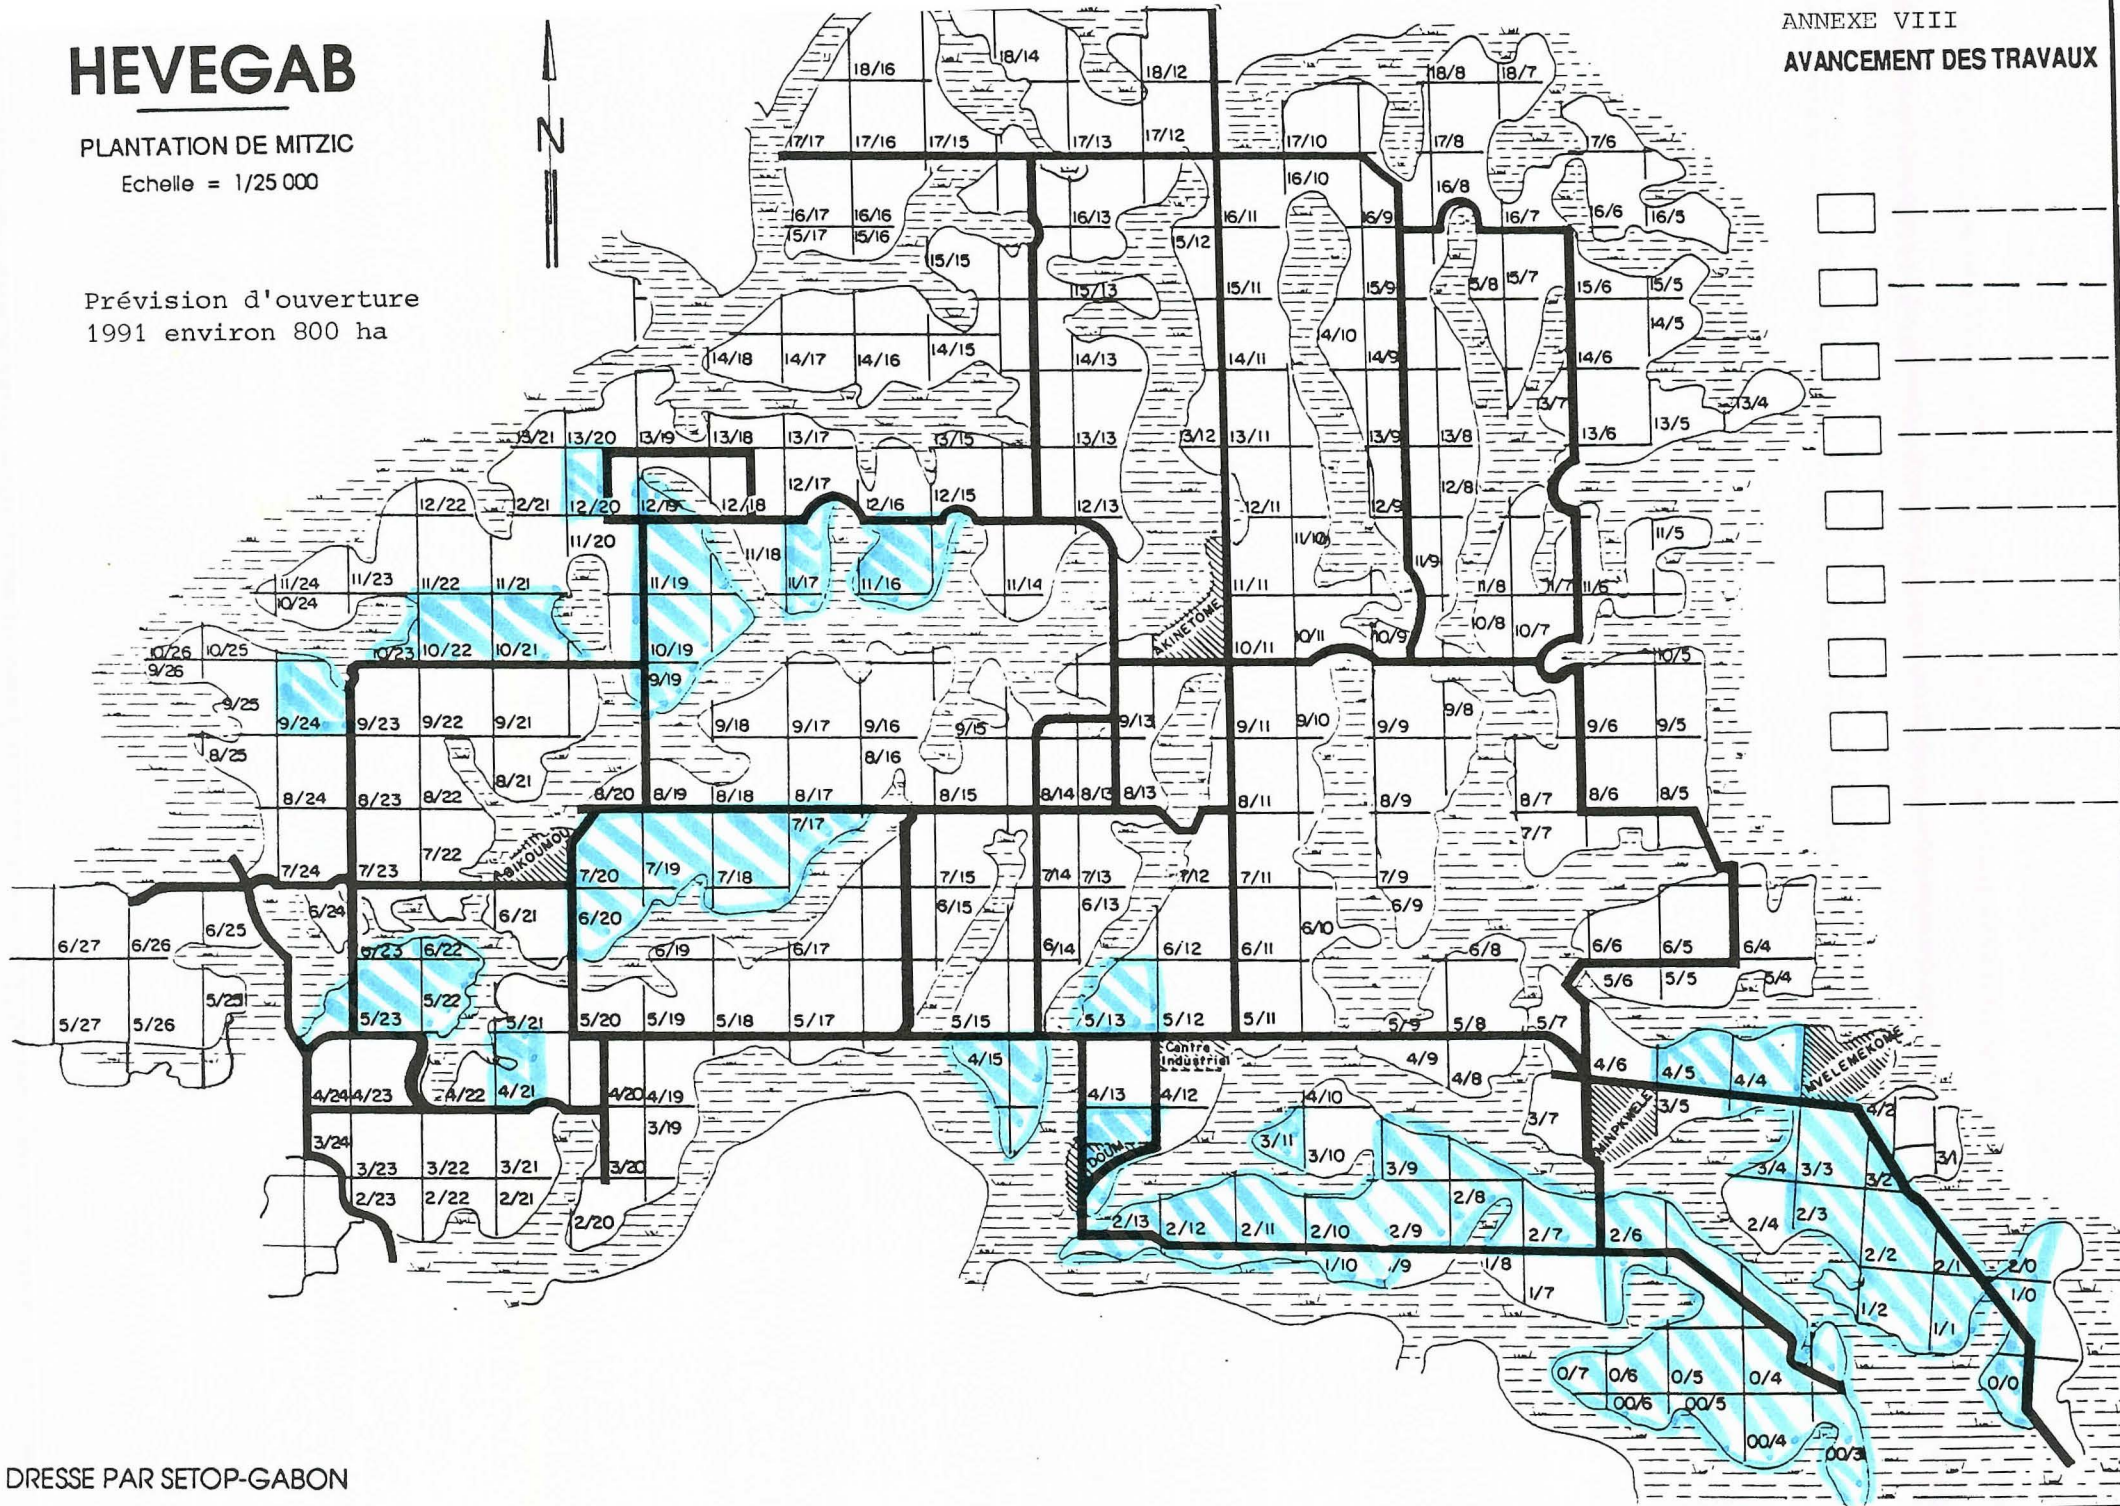 ANNEXE VIII
AVANCEMENT DES TRAVAUX
HEVEGAB
PLANTATION DE MITZIC
Echelle = 1/25 000
N
Prévision d'ouverture
1991 environ 800 ha
18/16 18/14 18/12 18/8 18/7
17/17 17/16 17/15 17/13 17/12 17/10 17/8 17/6
16/10 16/8
16/17 16/16 16/13 16/11 16/9 16/7 16/6 16/5
15/17 15/16 15/12
15/15 15/13 15/11 15/9 15/8 15/7 15/6 15/5
14/10 14/5
14/18 14/17 14/16 14/15 14/13 14/11 14/9 14/6
13/7 13/4
13/21 13/20 13/19 13/18 13/17 13/15 13/13 13/12 13/11 13/9 13/8 13/6 13/5
12/22 12/21 12/20 12/19 12/18 12/17 12/16 12/15 12/13 12/11 12/9 12/8
11/20 11/18 11/10 11/9 11/5
11/24 11/23 11/22 11/21 11/19 11/17 11/16 11/14 11/11 11/8 11/7 11/6
10/24
AKINETOME
10/26 10/25 10/23 10/22 10/21 10/19 10/11 10/11 10/9 10/8 10/7 10/5
9/26 9/19
9/25 9/24 9/23 9/22 9/21 9/18 9/17 9/16 9/15 9/13 9/11 9/10 9/9 9/8 9/6 9/5
8/25 8/21 8/16
8/24 8/23 8/22 8/20 8/19 8/18 8/17 8/15 8/14 8/13 8/13 8/11 8/9 8/7 8/6 8/5
7/17 7/7
7/24 7/23 7/22 7/20 7/19 7/18 7/15 7/14 7/13 7/12 7/11 7/9
6/24 6/21 6/20 6/15 6/13 6/9
6/27 6/26 6/25 6/23 6/22 6/19 6/17 6/14 6/12 6/11 6/10 6/8 6/6 6/5 6/4
5/25 5/22 5/6 5/5 5/4
5/27 5/26 5/23 5/21 5/20 5/19 5/18 5/17 5/15 5/13 5/12 5/11 5/9 5/8 5/7
Centre
Industriel
MVELEMEKOME
4/15 4/9 4/8 4/6 4/5 4/4
4/24 4/23 4/22 4/21 4/20 4/19 4/13 4/12 4/10 4/2
MINPKWELE
3/24 3/19 3/11 3/7 3/5
DOUM
3/23 3/22 3/21 3/20 3/10 3/9 3/4 3/3 3/2 3/1
2/23 2/22 2/21 2/20 2/13 2/12 2/11 2/10 2/9 2/8 2/7 2/6 2/4 2/3
2/2 2/1 2/0
1/10 1/9 1/8 1/7 1/2 1/1 1/0
0/7 0/6 0/5 0/4 0/0
00/6 00/5
00/4 00/3
DRESSE PAR SETOP-GABON